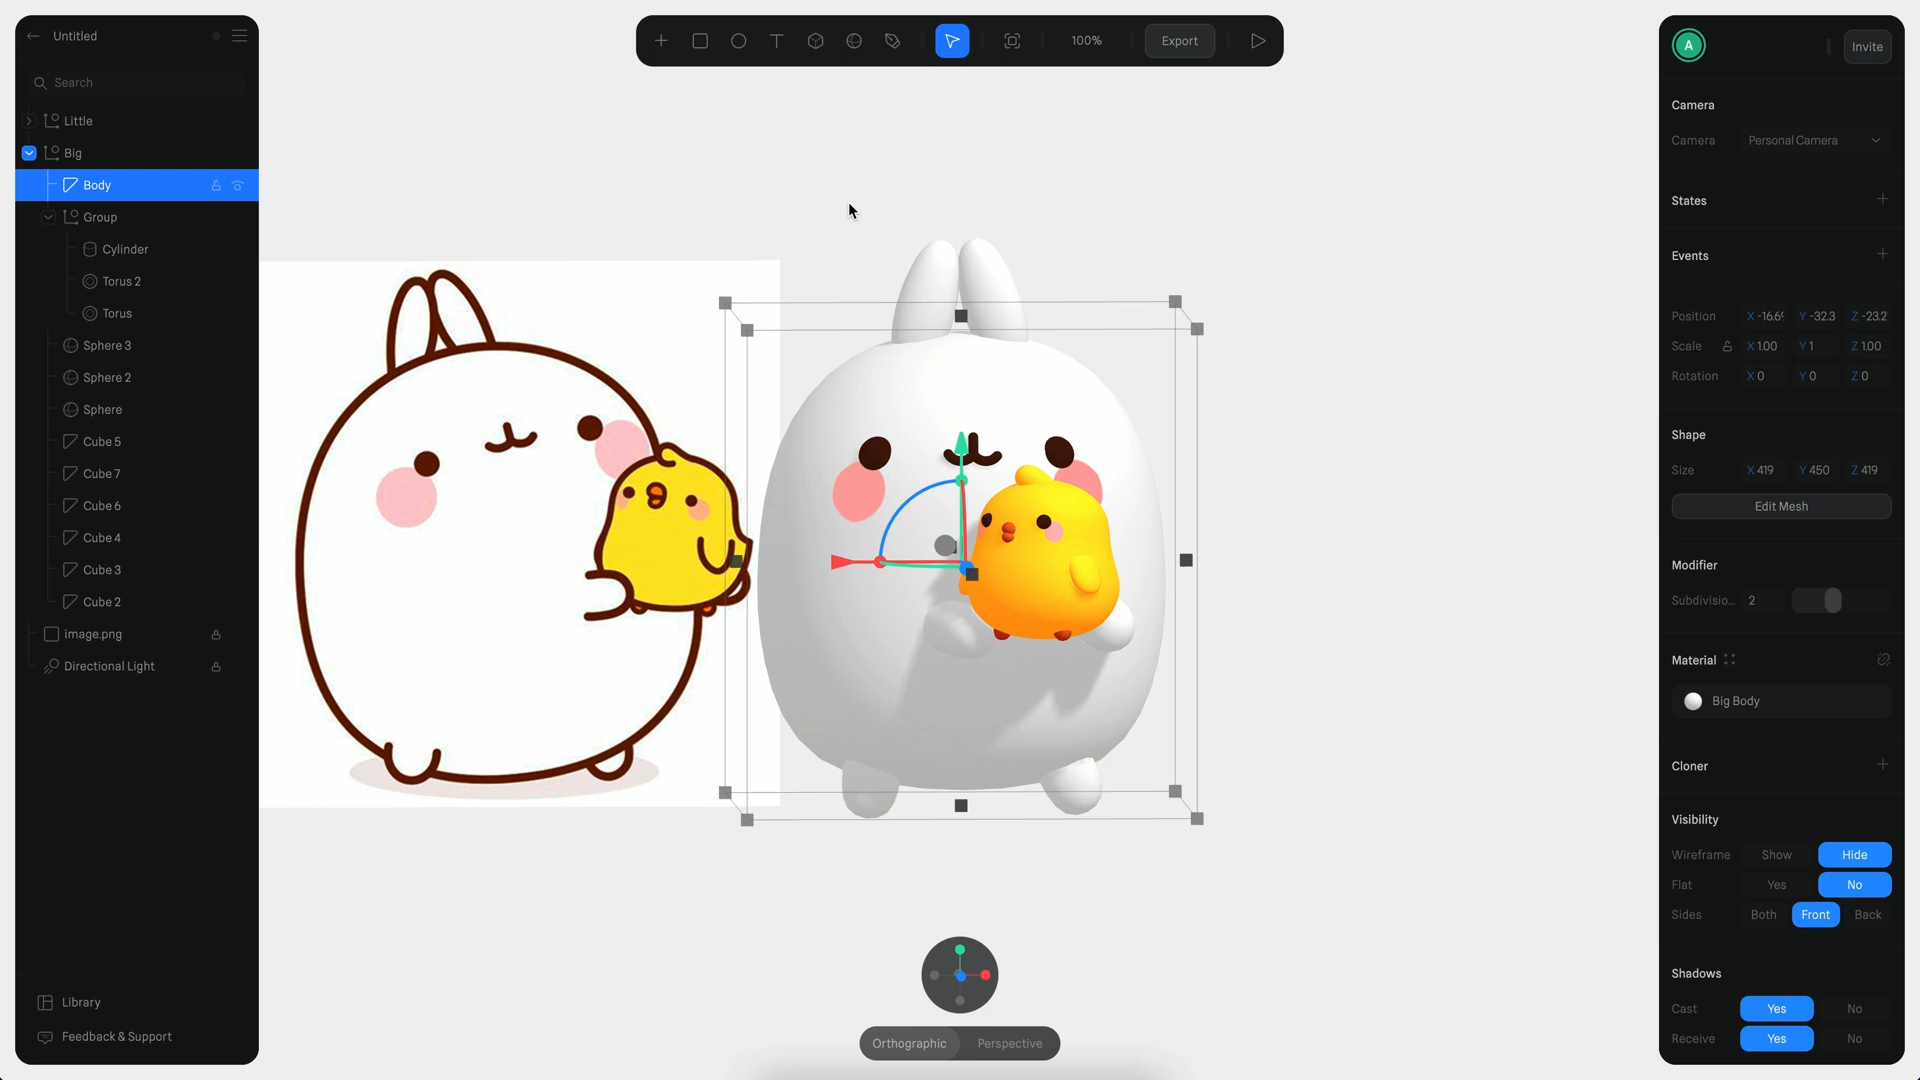 Untitled
Search
Little
Big
Body
Group
Cylinder
Torus 2
Torus
Sphere 3
Sphere 2
Sphere
Cube 5
Cube 7
Cube 6
Cube 4
Cube 3
Cube 2
image.png
Directional Light
Library
Feedback & Support
100%
Export
Orthographic Perspective
A
Invite
Camera
Camera Personal Camera
States
Events
Position X -16.6 Y -32.3 Z -23.2
Scale X 1.00 Y 1 Z 1.00
Rotation X 0 Y 0 Z 0
Shape
Size X 419 Y 450 Z 419
Edit Mesh
Modifier
Subdivisio... 2
Material
Big Body
Cloner
Visibility
Wireframe Show Hide
Flat Yes No
Sides Both Front Back
Shadows
Cast Yes No
Receive Yes No